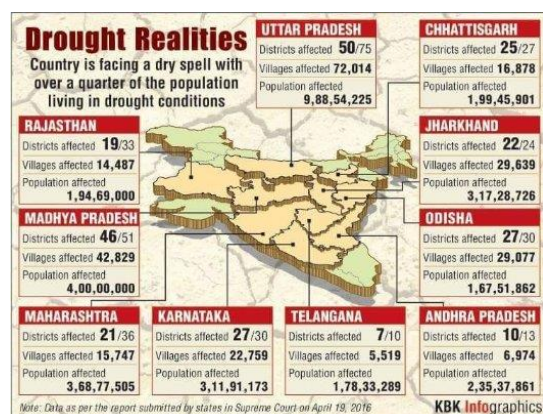 Drought Realities
Country is facing a dry spell with
over a quarter of the population
living in drought conditions
UTTAR PRADESH
Districts affected 50/75
Villages affected 72,014
Population affected
9,88,54,225
CHHATTISGARH
Districts affected 25/27
Villages affected 16,878
Population affected
1,99,45,901
RAJASTHAN
Districts affected 19/33
Villages affected 14,487
Population affected
1,94,69,000
JHARKHAND
Districts affected 22/24
Villages affected 29,639
Population affected
3,17,28,726
MADHYA PRADESH
Districts affected 46/51
Villages affected 42,829
Population affected
4,00,00,000
ODISHA
Districts affected 27/30
Villages affected 29,077
Population affected
1,67,51,862
MAHARASHTRA
Districts affected 21/36
Villages affected 15,747
Population affected
3,68,77,505
KARNATAKA
Districts affected 27/30
Villages affected 22,759
Population affected
3,11,91,173
TELANGANA
Districts affected 7/10
Villages affected 5,519
Population affected
1,78,33,289
ANDHRA PRADESH
Districts affected 10/13
Villages affected 6,974
Population affected
2,35,37,861
Note: Data as per the report submitted by states in Supreme Court on April 19, 2016
KBK Infographics